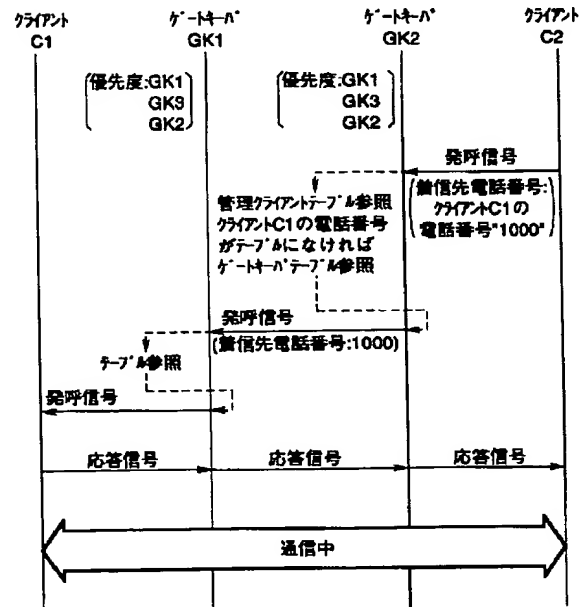 クライアント
C1
ゲートキーパ
GK1
ゲートキーパ
GK2
クライアント
C2
優先度:GK1
GK3
GK2
優先度:GK1
GK3
GK2
発呼信号
着信先電話番号:
クライアントC1の
電話番号"1000"
管理クライアントテーブル参照
クライアントC1の電話番号
がテーブルになければ
ゲートキーパテーブル参照
発呼信号
(着信先電話番号:1000)
テーブル参照
発呼信号
応答信号
応答信号
応答信号
通信中